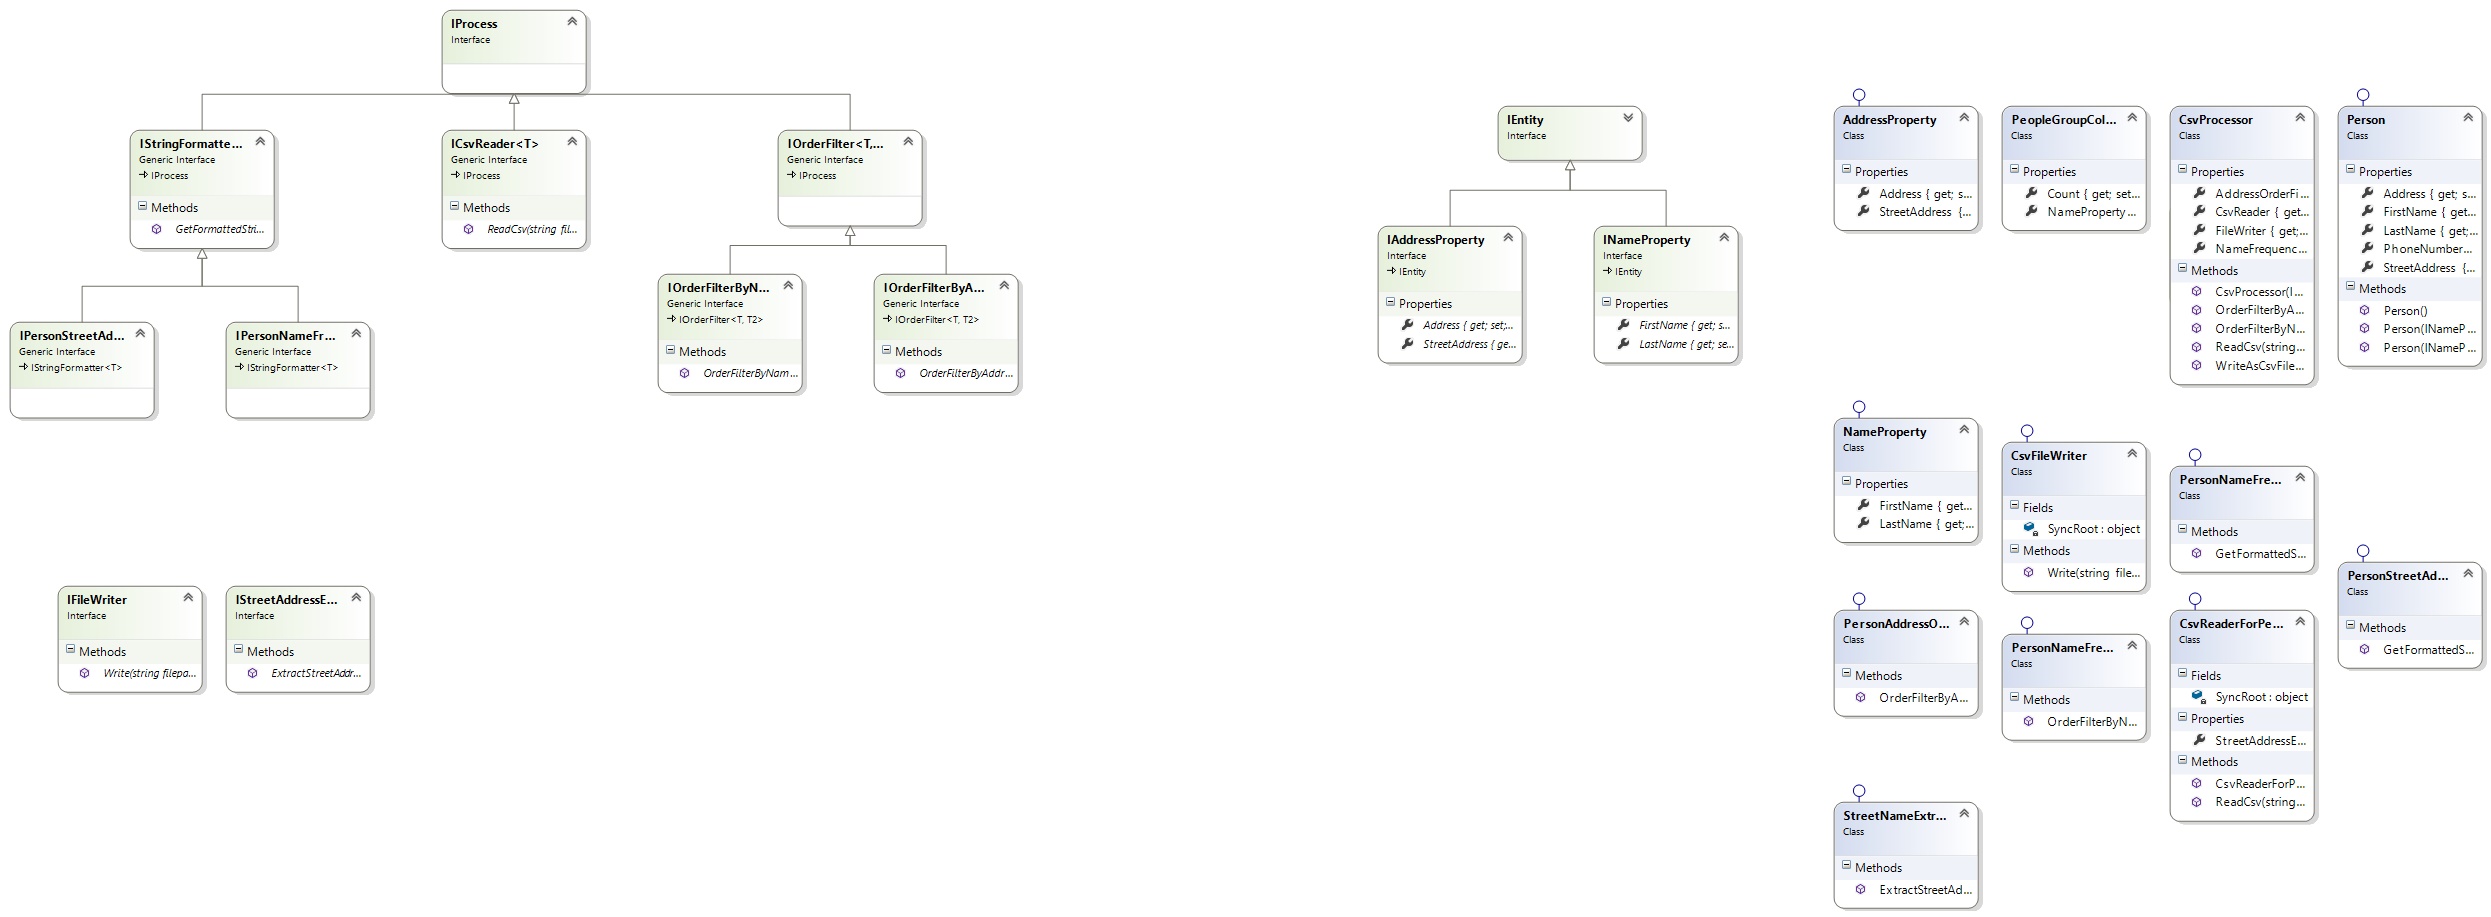 IProcess
Interface
IStringFormatte...
Generic Interface
IProcess
Methods
GetFormattedStri...
ICsvReader<T>
Generic Interface
IProcess
Methods
ReadCsv(string fil...
IOrderFilter<T,...
Generic Interface
IProcess
IPersonStreetAd...
Generic Interface
IStringFormatter<T>
IPersonNameFr...
Generic Interface
IStringFormatter<T>
IOrderFilterByN...
Generic Interface
IOrderFilter<T, T2>
Methods
OrderFilterByNam...
IOrderFilterByA...
Generic Interface
IOrderFilter<T, T2>
Methods
OrderFilterByAddr...
IFileWriter
Interface
Methods
Write(string filepa...
IStreetAddressE...
Interface
Methods
ExtractStreetAddr...
IEntity
Interface
IAddressProperty
Interface
IEntity
Properties
Address { get; set;...
StreetAddress { ge...
INameProperty
Interface
IEntity
Properties
FirstName { get; s...
LastName { get; se...
AddressProperty
Class
Properties
Address { get; s...
StreetAddress {...
PeopleGroupCol...
Class
Properties
Count { get; set...
NameProperty ...
CsvProcessor
Class
Properties
AddressOrderFi...
CsvReader { get...
FileWriter { get;...
NameFrequenc...
Methods
CsvProcessor(I...
OrderFilterByA...
OrderFilterByN...
ReadCsv(string...
WriteAsCsvFile...
Person
Class
Properties
Address { get; s...
FirstName { get...
LastName { get;...
PhoneNumber...
StreetAddress {...
Methods
Person()
Person(INameP...
Person(INameP...
NameProperty
Class
Properties
FirstName { get...
LastName { get;...
CsvFileWriter
Class
Fields
SyncRoot : object
Methods
Write(string file...
PersonNameFre...
Class
Methods
GetFormattedS...
PersonStreetAd...
Class
Methods
GetFormattedS...
PersonAddressO...
Class
Methods
OrderFilterByA...
PersonNameFre...
Class
Methods
OrderFilterByN...
CsvReaderForPe...
Class
Fields
SyncRoot : object
Properties
StreetAddressE...
Methods
CsvReaderForP...
ReadCsv(string...
StreetNameExtr...
Class
Methods
ExtractStreetAd...